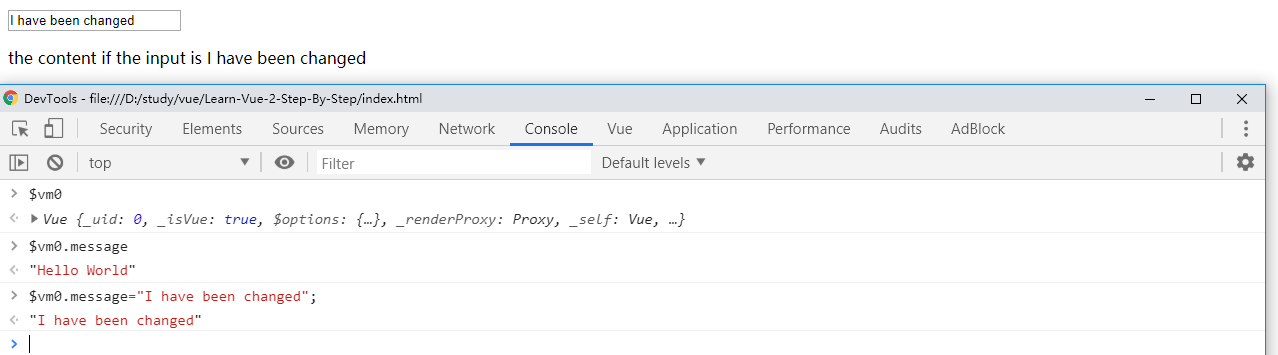 I have been changed
the content if the input is I have been changed
DevTools - file:///D:/study/vue/Learn-Vue-2-Step-By-Step/index.html
Security Elements Sources Memory Network Console Vue Application Performance Audits AdBlock
top Filter Default levels ▼
> $vm0
Vue {_uid: 0, _isVue: true, $options: {…}, _renderProxy: Proxy, _self: Vue, …}
> $vm0.message
"Hello World"
> $vm0.message="I have been changed";
"I have been changed"
>